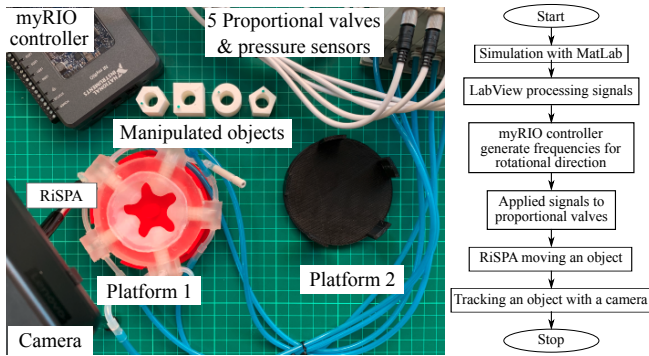 myRIO
controller
5 Proportional valves
& pressure sensors
NATIONAL
INSTRUMENTS
Manipulated objects
RiSPA
Platform 1
Platform 2
Camera
Start
Simulation with MatLab
LabView processing signals
myRIO controller
generate frequencies for
rotational direction
Applied signals to
proportional valves
RiSPA moving an object
Tracking an object with a camera
Stop